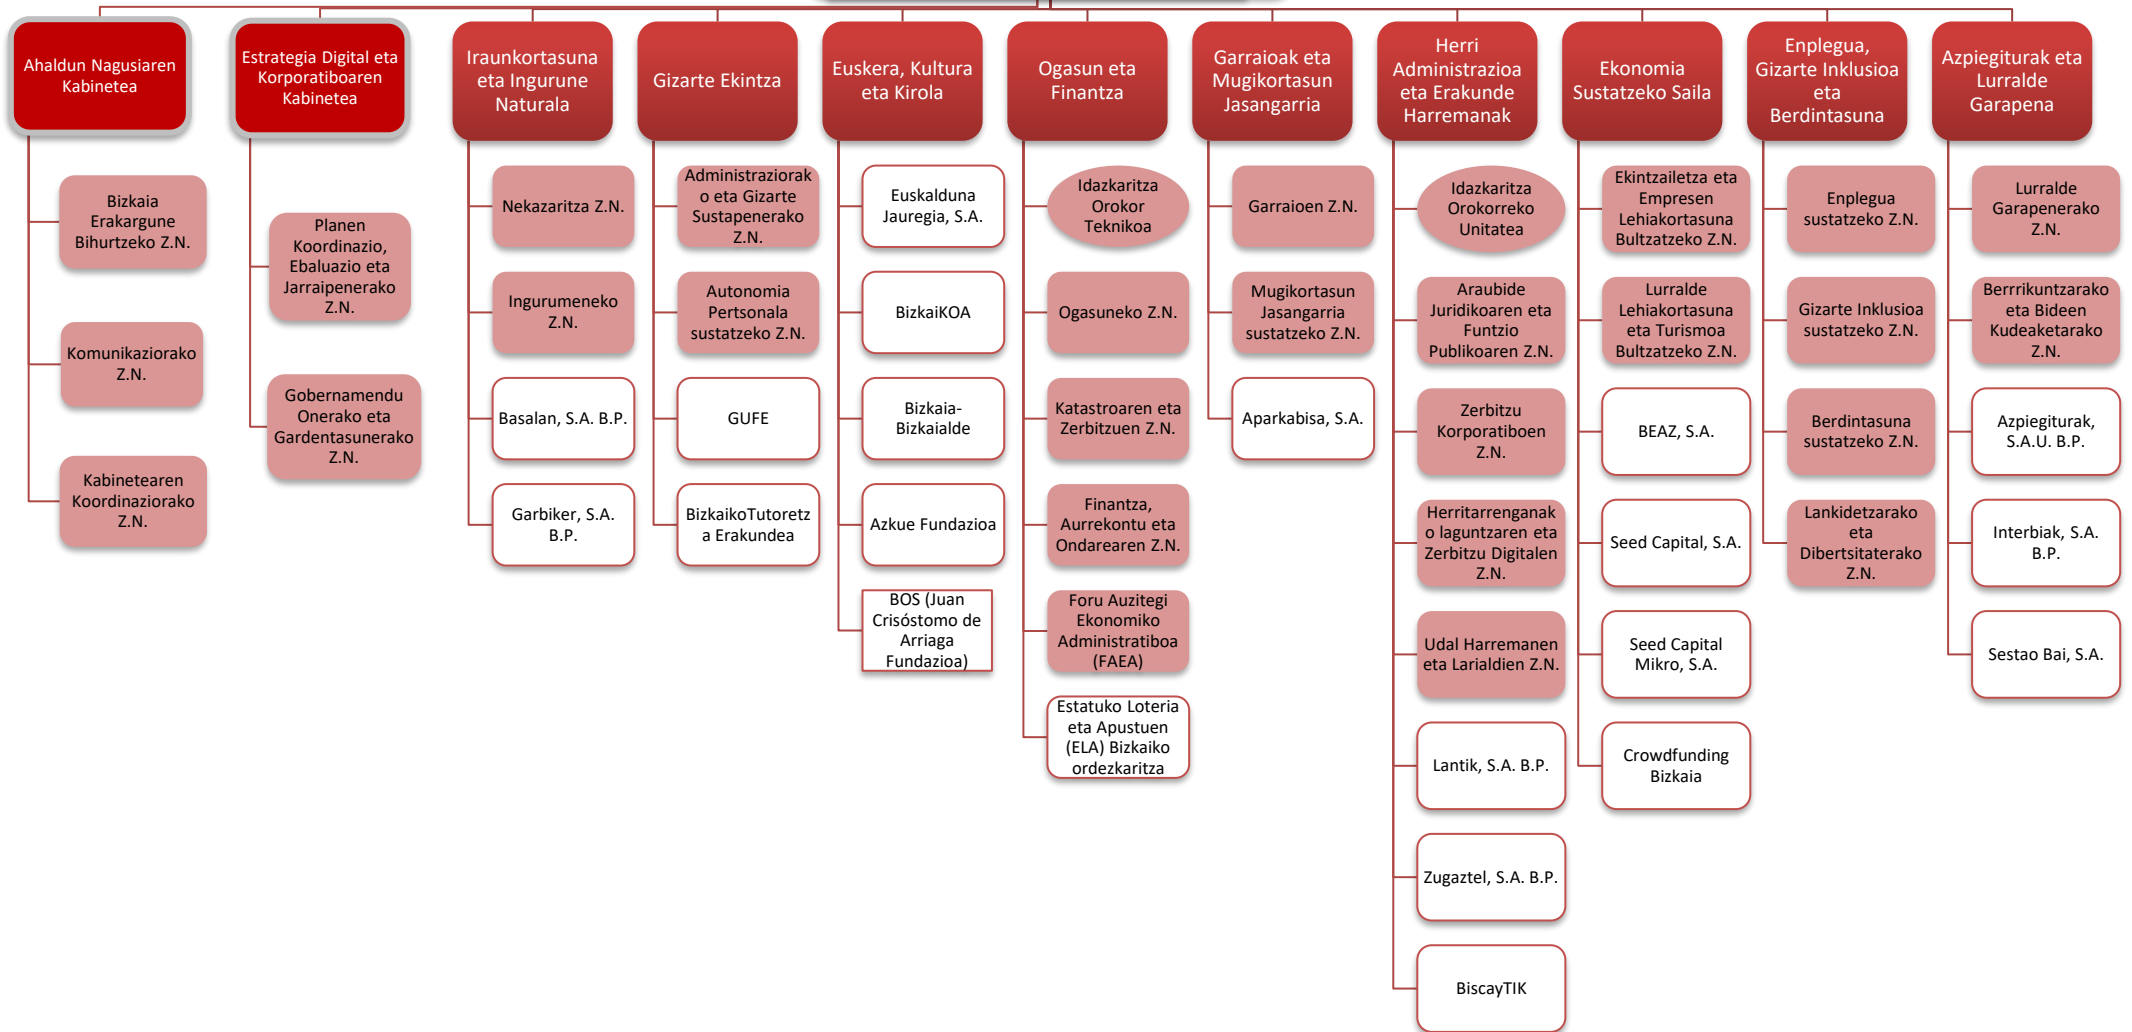 Ahaldun Nagusiaren
Kabinetea
Bizkaia
Erakargune
Bihurtzeko Z.N.
Komunikaziorako
Z.N.
Kabinetearen
Koordinaziorako
Z.N.
Estrategia Digital eta
Korporatiboaren
Kabinetea
Planen
Koordinazio,
Ebaluazio eta
Jarraipenerako
Z.N.
Gobernamendu
Onerako eta
Gardentasunerako
Z.N.
Iraunkortasuna
eta Ingurune
Naturala
Nekazaritza Z.N.
Ingurumeneko
Z.N.
Basalan, S.A. B.P.
Garbiker, S.A.
B.P.
Gizarte Ekintza
Administraziorak
o eta Gizarte
Sustapenerako
Z.N.
Autonomia
Pertsonala
sustatzeko Z.N.
GUFE
BizkaikoTutoretz
a Erakundea
Euskera, Kultura
eta Kirola
Euskalduna
Jauregia, S.A.
BizkaiKOA
Bizkaia-
Bizkaialde
Azkue Fundazioa
BOS (Juan
Crisóstomo de
Arriaga
Fundazioa)
Ogasun eta
Finantza
Idazkaritza
Orokor
Teknikoa
Ogasuneko Z.N.
Katastroaren eta
Zerbitzuen Z.N.
Finantza,
Aurrekontu eta
Ondarearen Z.N.
Foru Auzitegi
Ekonomiko
Administratiboa
(FAEA)
Estatuko Loteria
eta Apustuen
(ELA) Bizkaiko
ordezkaritza
Garraioak eta
Mugikortasun
Jasangarria
Garraioen Z.N.
Mugikortasun
Jasangarria
sustatzeko Z.N.
Aparkabisa, S.A.
Herri
Administrazioa
eta Erakunde
Harremanak
Idazkaritza
Orokorreko
Unitatea
Araubide
Juridikoaren eta
Funtzio
Publikoaren Z.N.
Zerbitzu
Korporatiboen
Z.N.
Herritarrenganak
o laguntzaren eta
Zerbitzu Digitalen
Z.N.
Udal Harremanen
eta Larialdien Z.N.
Lantik, S.A. B.P.
Zugaztel, S.A. B.P.
BiscayTIK
Ekonomia
Sustatzeko Saila
Ekintzailetza eta
Empresen
Lehiakortasuna
Bultzatzeko Z.N.
Lurralde
Lehiakortasuna
eta Turismoa
Bultzatzeko Z.N.
BEAZ, S.A.
Seed Capital, S.A.
Seed Capital
Mikro, S.A.
Crowdfunding
Bizkaia
Enplegua,
Gizarte Inklusioa
eta
Berdintasuna
Enplegua
sustatzeko Z.N.
Gizarte Inklusioa
sustatzeko Z.N.
Berdintasuna
sustatzeko Z.N.
Lankidetzarako
eta
Dibertsitaterako
Z.N.
Azpiegiturak eta
Lurralde
Garapena
Lurralde
Garapenerako
Z.N.
Berrrikuntzarako
eta Bideen
Kudeaketarako
Z.N.
Azpiegiturak,
S.A.U. B.P.
Interbiak, S.A.
B.P.
Sestao Bai, S.A.